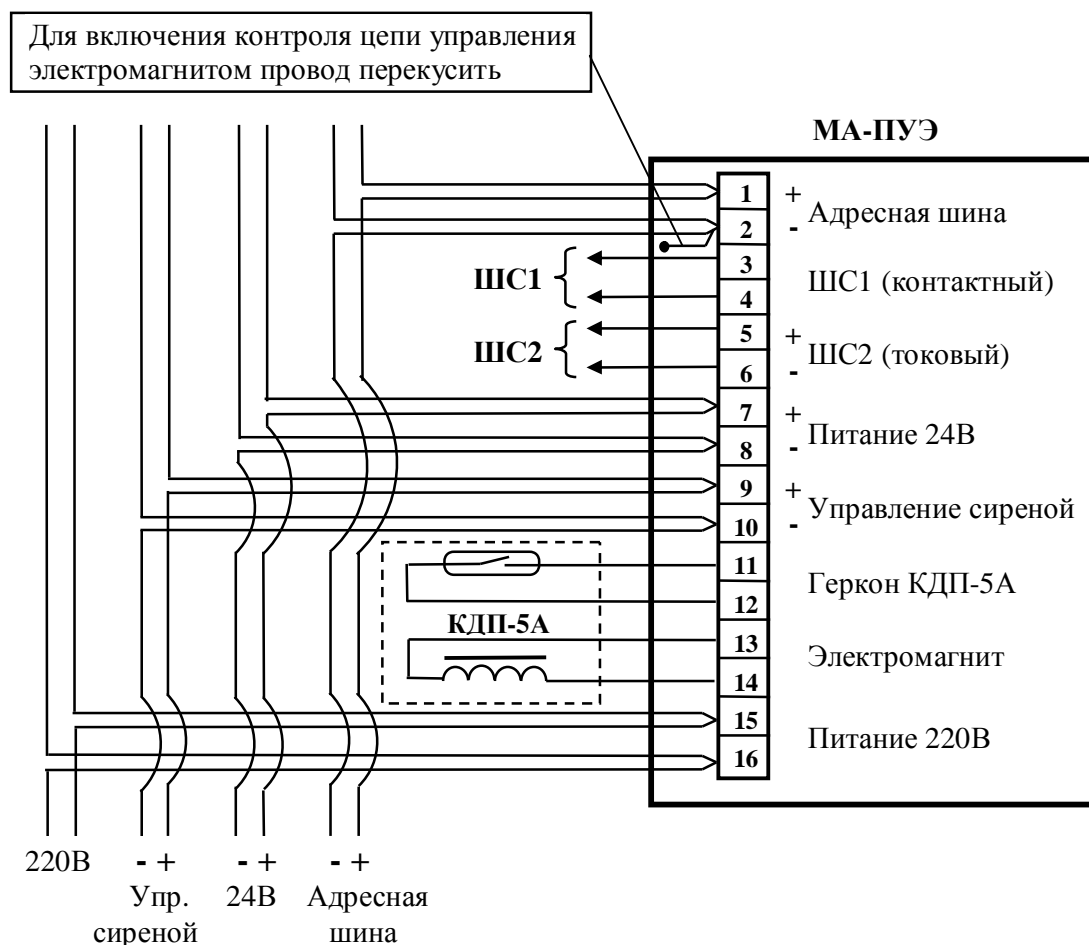 Для включения контроля цепи управления
электромагнитом провод перекусить
МА-ПУЭ
1 + Адресная шина
2 -
3 ШС1 (контактный)
4
ШС1
5 + ШС2 (токовый)
6 -
ШС2
7 + Питание 24В
8 -
9 + Управление сиреной
10 -
11 Геркон КДП-5А
12
КДП-5А
13 Электромагнит
14
15 Питание 220В
16
220В - + - + - +
Упр. 24В Адресная
сиреной шина